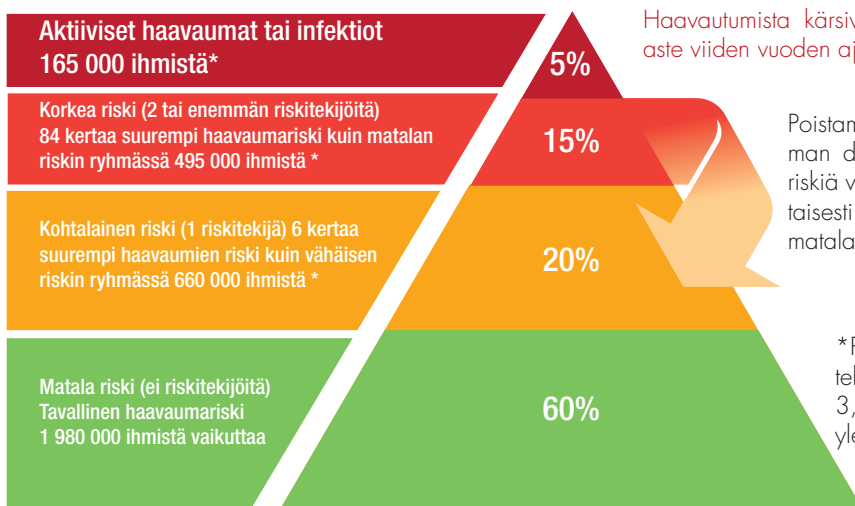 Aktiiviset haavaumat tai infektiot
165 000 ihmistä*
5%
Korkea riski (2 tai enemmän riskitekijöitä)
84 kertaa suurempi haavaumariski kuin matalan
riskin ryhmässä 495 000 ihmistä *
15%
Kohtalainen riski (1 riskitekijä) 6 kertaa
suurempi haavaumien riski kuin vähäisen
riskin ryhmässä 660 000 ihmistä *
20%
Matala riski (ei riskitekijöitä)
Tavallinen haavaumariski
1 980 000 ihmistä vaikuttaa
60%
Haavautumista kärsiv
aste viiden vuoden aj
Poistam
man d
riskiä v
taisesti
matala